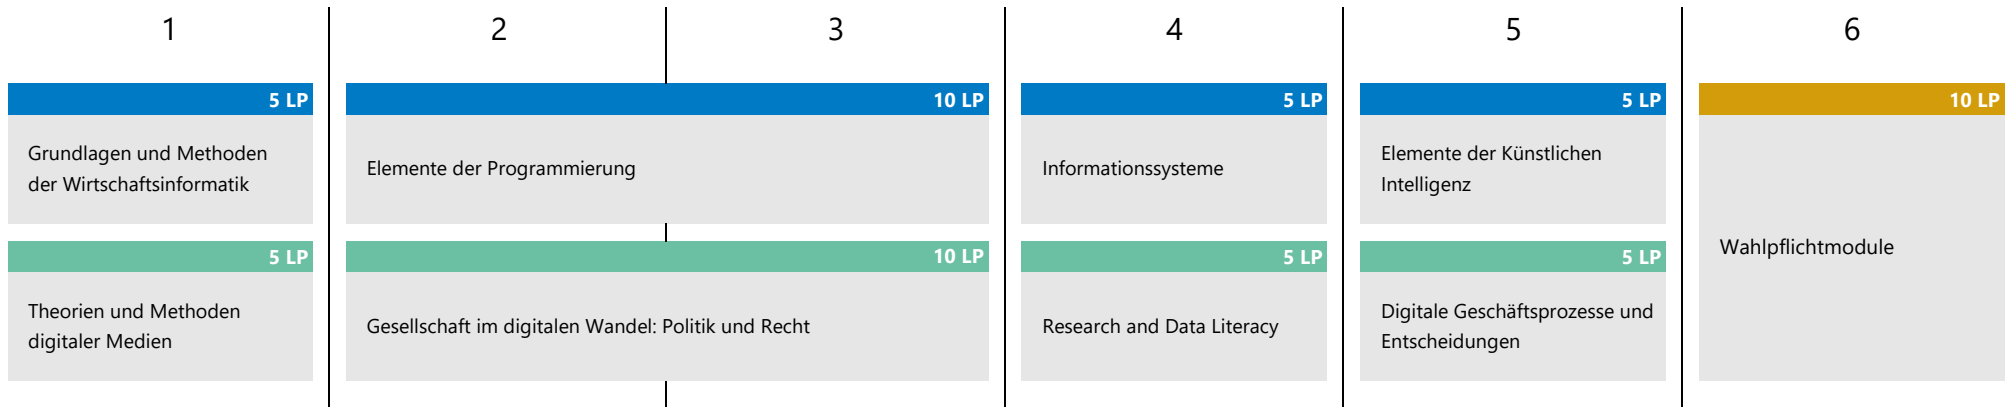 1
2
3
4
5
6
5 LP
10 LP
5 LP
5 LP
10 LP
Grundlagen und Methoden
der Wirtschaftsinformatik
Elemente der Programmierung
Informationssysteme
Elemente der Künstlichen
Intelligenz
Wahlpflichtmodule
5 LP
10 LP
5 LP
5 LP
Theorien und Methoden
digitaler Medien
Gesellschaft im digitalen Wandel: Politik und Recht
Research and Data Literacy
Digitale Geschäftsprozesse und
Entscheidungen